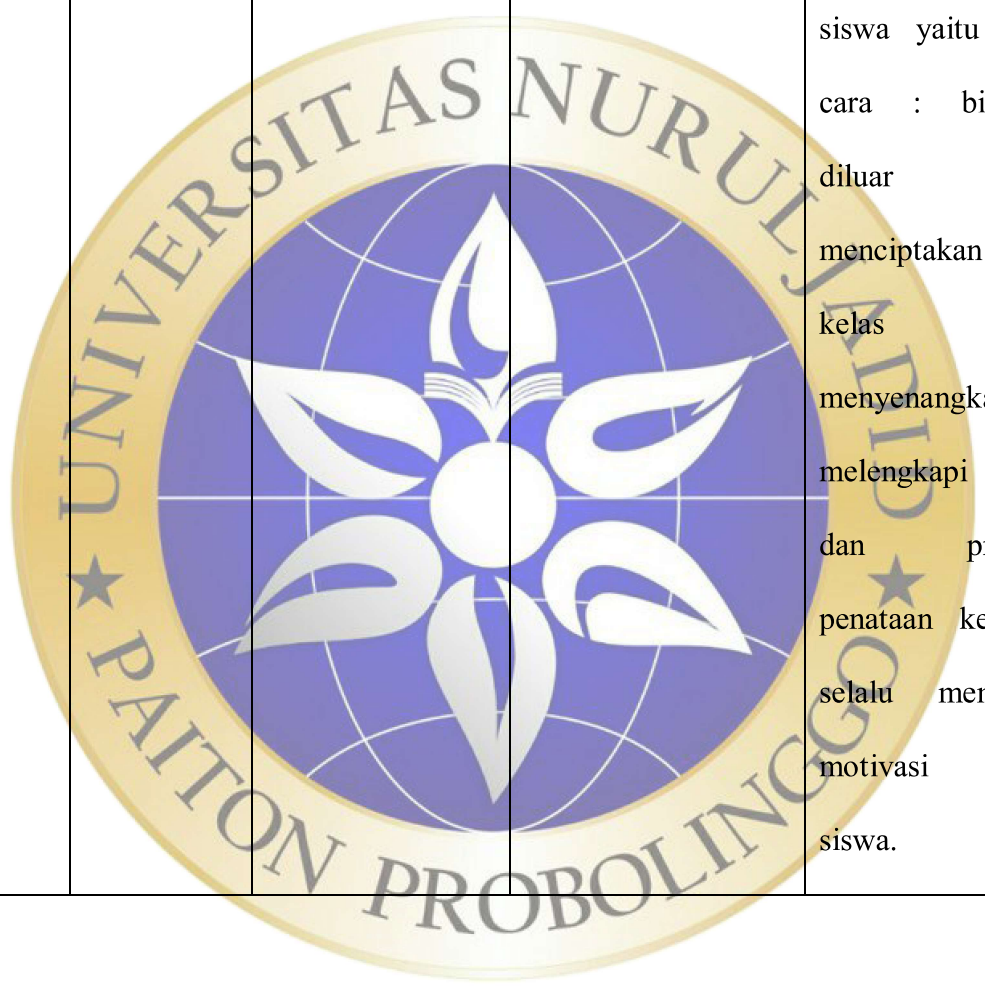 UNIVERSITAS NURUL JADID
PAITON PROBOLINGGO
siswa yaitu
cara :
diluar
menciptakan
kelas
melengkapi
dan
penataan
selalu
motivasi
siswa.